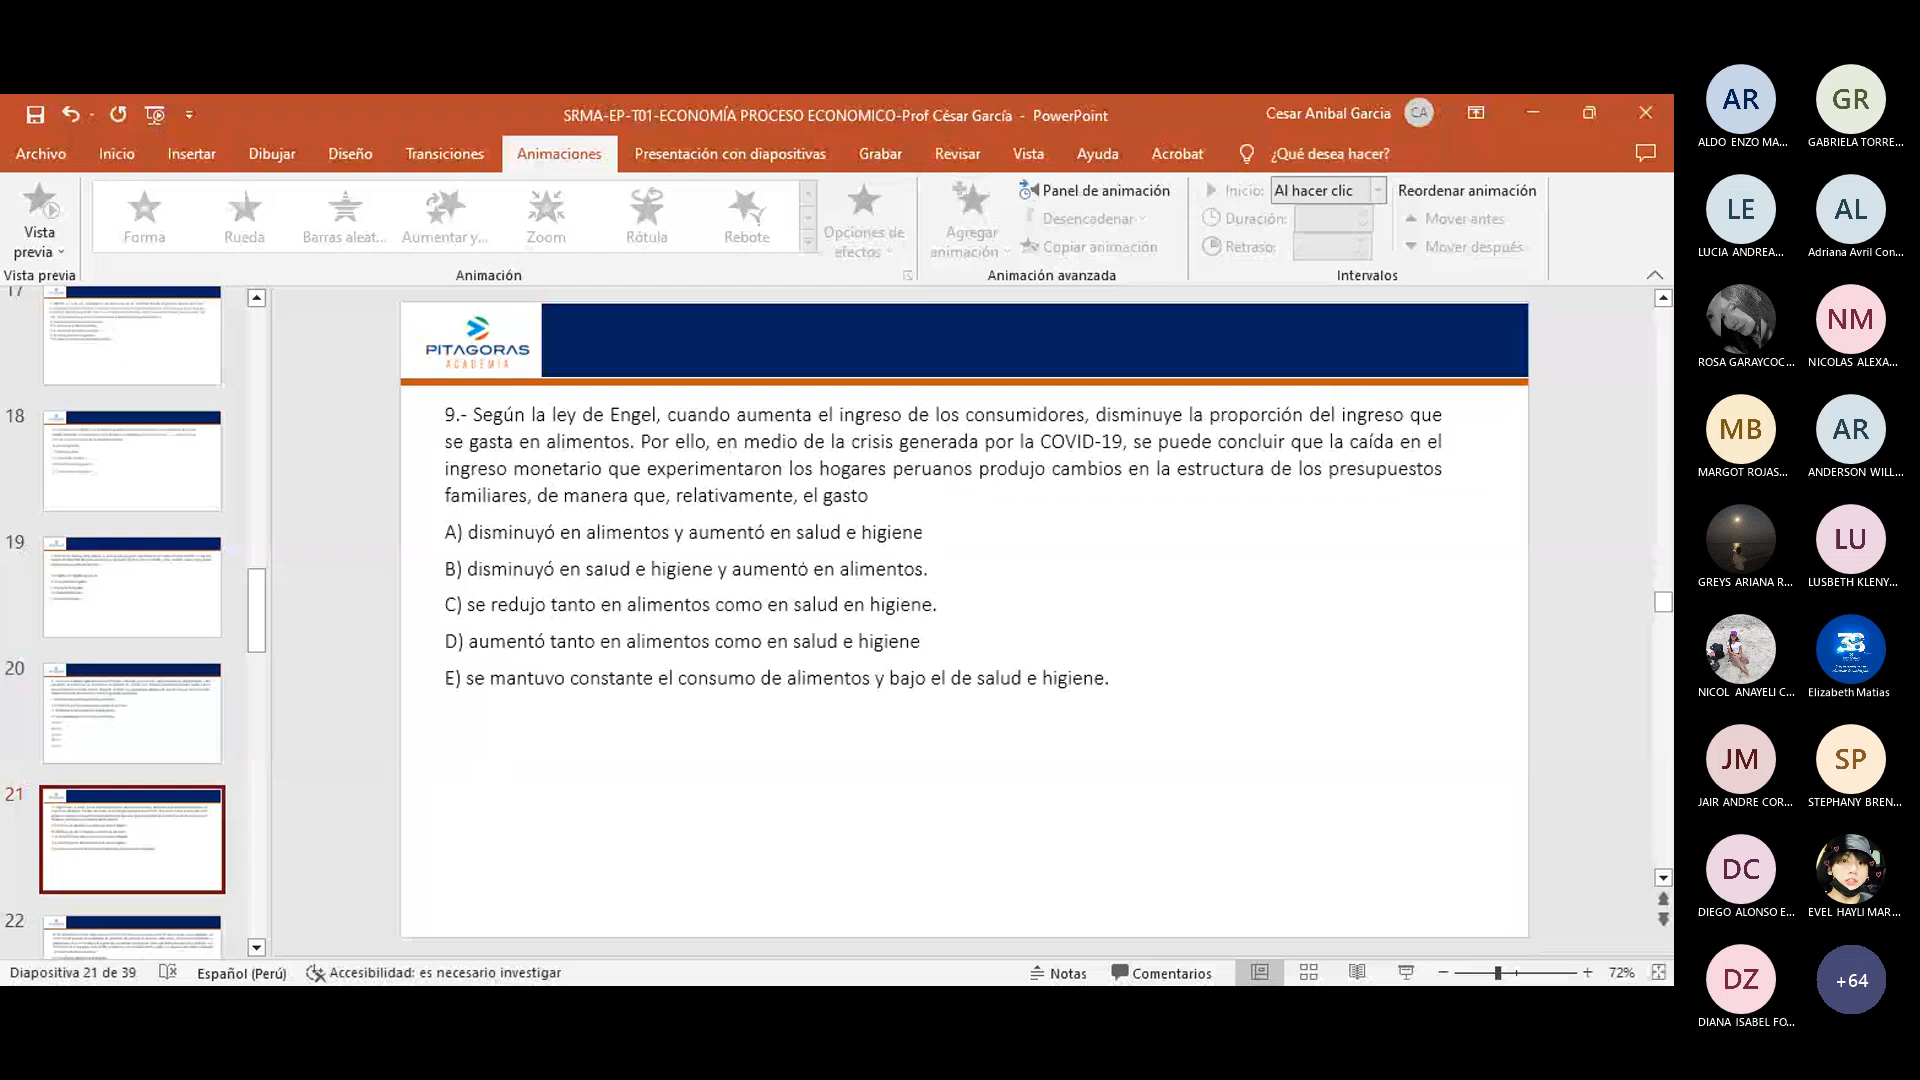 SRMA-EP-T01-ECONOMÍA PROCESO ECONOMICO-Prof César García - PowerPoint
Cesar Anibal Garcia
CA
Archivo Inicio Insertar Dibujar Diseño Transiciones Animaciones Presentación con diapositivas Grabar Revisar Vista Ayuda Acrobat ¿Qué desea hacer?
Vista previa
Forma Rueda Barras aleat... Aumentar y... Zoom Rótula Rebote
Opciones de efectos
Agregar animación
Panel de animación
Desencadenar
Copiar animación
Inicio: Al hacer clic
Duración:
Retraso:
Reordenar animación
Mover antes
Mover después
Vista previa Animación Animación avanzada Intervalos
17
18
19
20
21
22
PITAGORAS
ACADEMIA
9.- Según la ley de Engel, cuando aumenta el ingreso de los consumidores, disminuye la proporción del ingreso que
se gasta en alimentos. Por ello, en medio de la crisis generada por la COVID-19, se puede concluir que la caída en el
ingreso monetario que experimentaron los hogares peruanos produjo cambios en la estructura de los presupuestos
familiares, de manera que, relativamente, el gasto
A) disminuyó en alimentos y aumentó en salud e higiene
B) disminuyó en salud e higiene y aumentó en alimentos.
C) se redujo tanto en alimentos como en salud en higiene.
D) aumentó tanto en alimentos como en salud e higiene
E) se mantuvo constante el consumo de alimentos y bajo el de salud e higiene.
Diapositiva 21 de 39 Español (Perú) Accesibilidad: es necesario investigar Notas Comentarios 72%
AR GR
ALDO ENZO MA... GABRIELA TORRE...
LE AL
LUCIA ANDREA... Adriana Avril Con...
NM
ROSA GARAYCOC... NICOLAS ALEXA...
MB AR
MARGOT ROJAS... ANDERSON WILL...
LU
GREYS ARIANA R... LUSBETH KLENY...
38
NICOL ANAYELI C... Elizabeth Matias
JM SP
JAIR ANDRE COR... STEPHANY BREN...
DC
DIEGO ALONSO E... EVEL HAYLI MAR...
DZ +64
DIANA ISABEL FO...